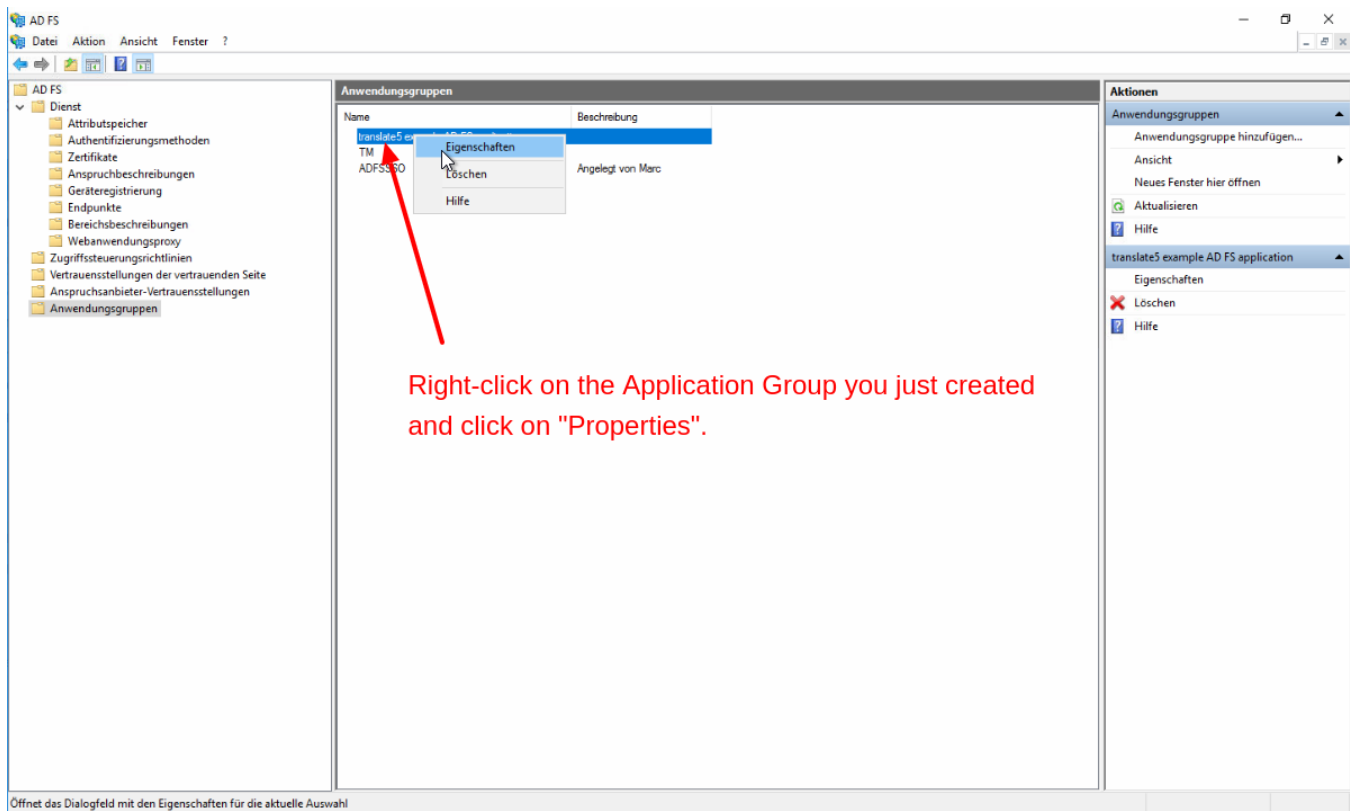 AD FS
Datei Aktion Ansicht Fenster ?
AD FS
Dienst
Attributspeicher
Authentifizierungsmethoden
Zertifikate
Anspruchbeschreibungen
Geräteregistrierung
Endpunkte
Bereichsbeschreibungen
Webanwendungsproxy
Zugriffssteuerungsrichtlinien
Vertrauensstellungen der vertrauenden Seite
Anspruchsanbieter-Vertrauensstellungen
Anwendungsgruppen
Anwendungsgruppen
Name Beschreibung
translate5
TM
ADFSSSO Angelegt von Marc
Eigenschaften
Löschen
Hilfe
Right-click on the Application Group you just created
and click on "Properties".
Aktionen
Anwendungsgruppen
Anwendungsgruppe hinzufügen...
Ansicht
Neues Fenster hier öffnen
Aktualisieren
Hilfe
translate5 example AD FS application
Eigenschaften
Löschen
Hilfe
Öffnet das Dialogfeld mit den Eigenschaften für die aktuelle Auswahl